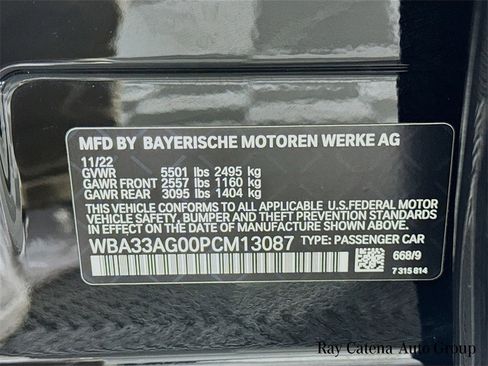 MFD BY BAYERISCHE MOTOREN WERKE AG
11/22
GVWR 5501 lbs 2495 kg
GAWR FRONT 2557 lbs 1160 kg
GAWR REAR 3095 lbs 1404 kg
THIS VEHICLE CONFORMS TO ALL APPLICABLE U.S.FEDERAL MOTOR
VEHICLE SAFETY, BUMPER AND THEFT PREVENTION STANDARDS
IN EFFECT ON THE DATE OF MANUFACTURE SHOWN ABOVE.
WBA33AG00PCM13087 TYPE: PASSENGER CAR
668/9
7 315 814
Ray Catena Auto Group